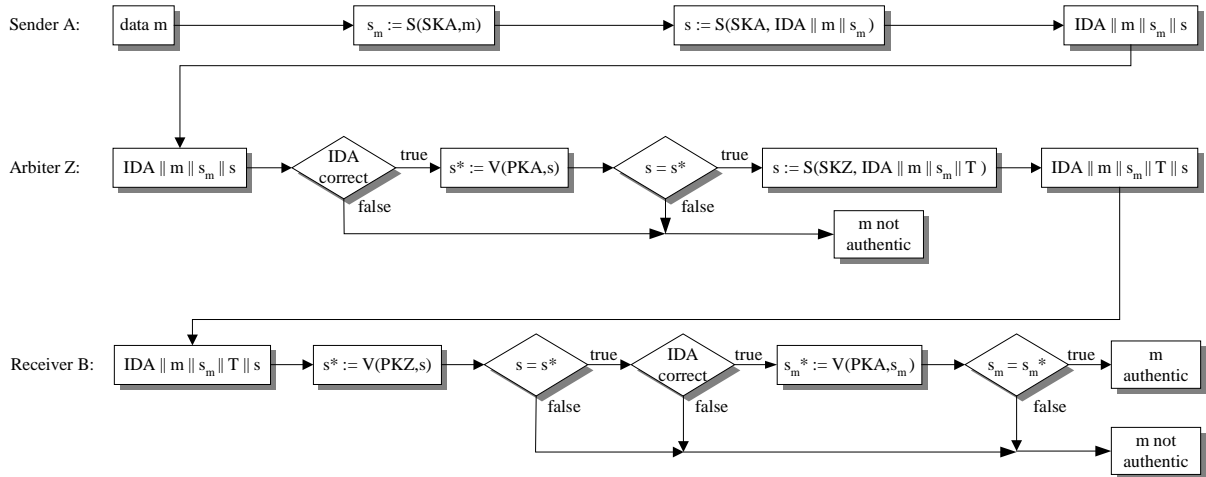 Sender A:
data m
s_m := S(SKA,m)
s := S(SKA, IDA || m || s_m )
IDA || m || s_m || s
Arbiter Z:
IDA || m || s_m || s
IDA
correct
true
false
s* := V(PKA,s)
s = s*
true
false
s := S(SKZ, IDA || m || s_m || T )
IDA || m || s_m || T || s
m not
authentic
Receiver B:
IDA || m || s_m || T || s
s* := V(PKZ,s)
s = s*
true
false
IDA
correct
true
false
s_m* := V(PKA,s_m)
s_m = s_m*
true
false
m
authentic
m not
authentic